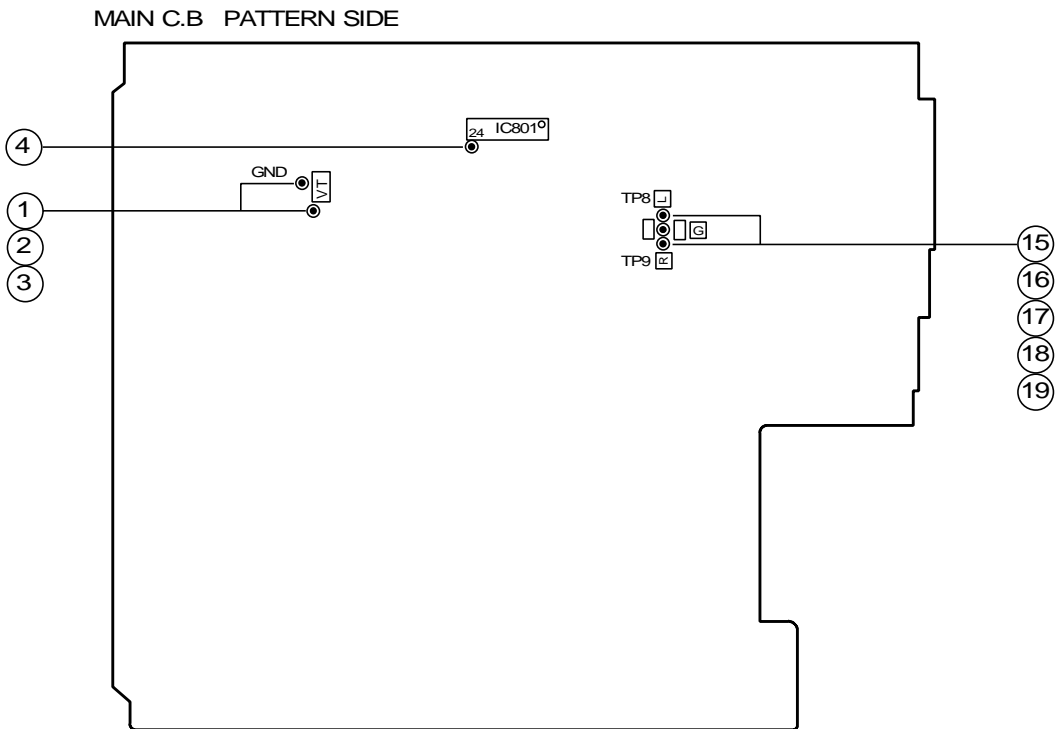 MAIN C.B PATTERN SIDE
4
24 IC801
GND
VT
1
2
3
TP8 L
G
TP9 R
15
16
17
18
19